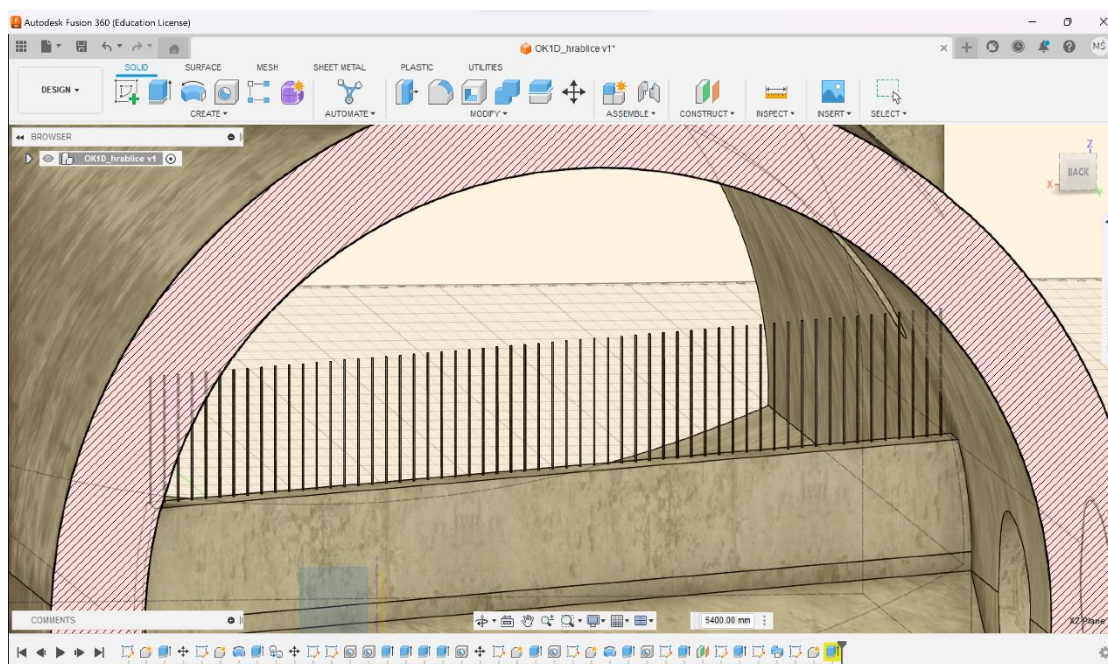 Autodesk Fusion 360 (Education License)
OK1D_hrablice v1*
MŠ
DESIGN
SOLID SURFACE MESH SHEET METAL PLASTIC UTILITIES
CREATE AUTOMATE MODIFY ASSEMBLE CONSTRUCT INSPECT INSERT SELECT
BROWSER
OK1D_hrablice v1
Z
BACK
X
Y
COMMENTS
5400.00 mm
XZ Plane